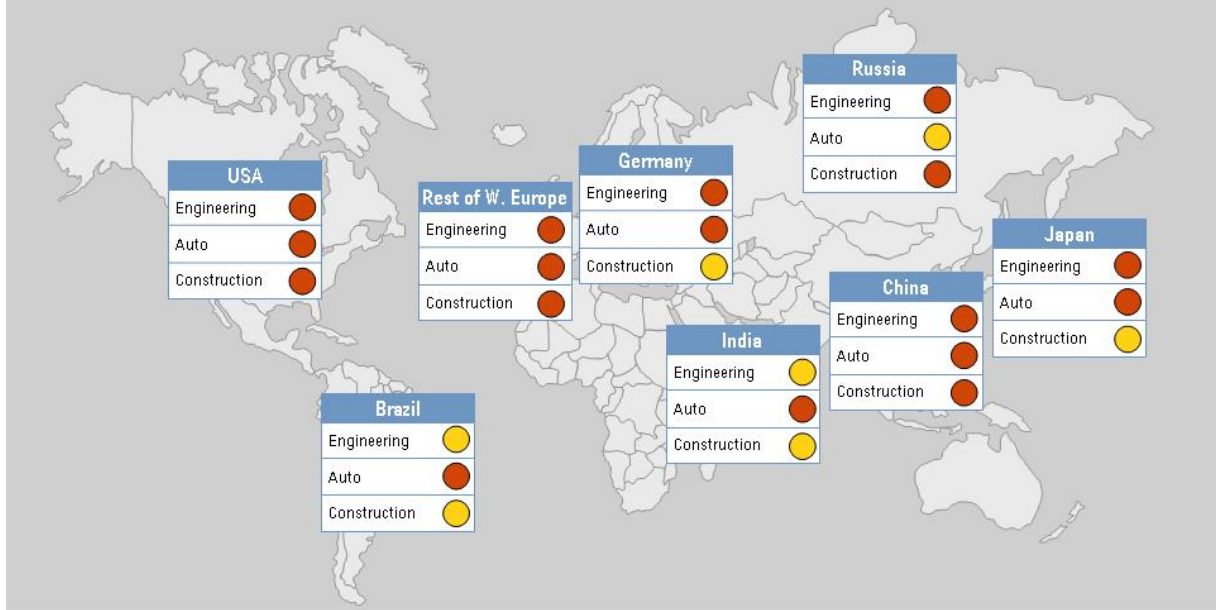 Russia
Engineering
Auto
Construction
Germany
Engineering
Auto
Construction
USA
Engineering
Auto
Construction
Rest of W. Europe
Engineering
Auto
Construction
Japan
Engineering
Auto
Construction
China
Engineering
Auto
Construction
India
Engineering
Auto
Construction
Brazil
Engineering
Auto
Construction